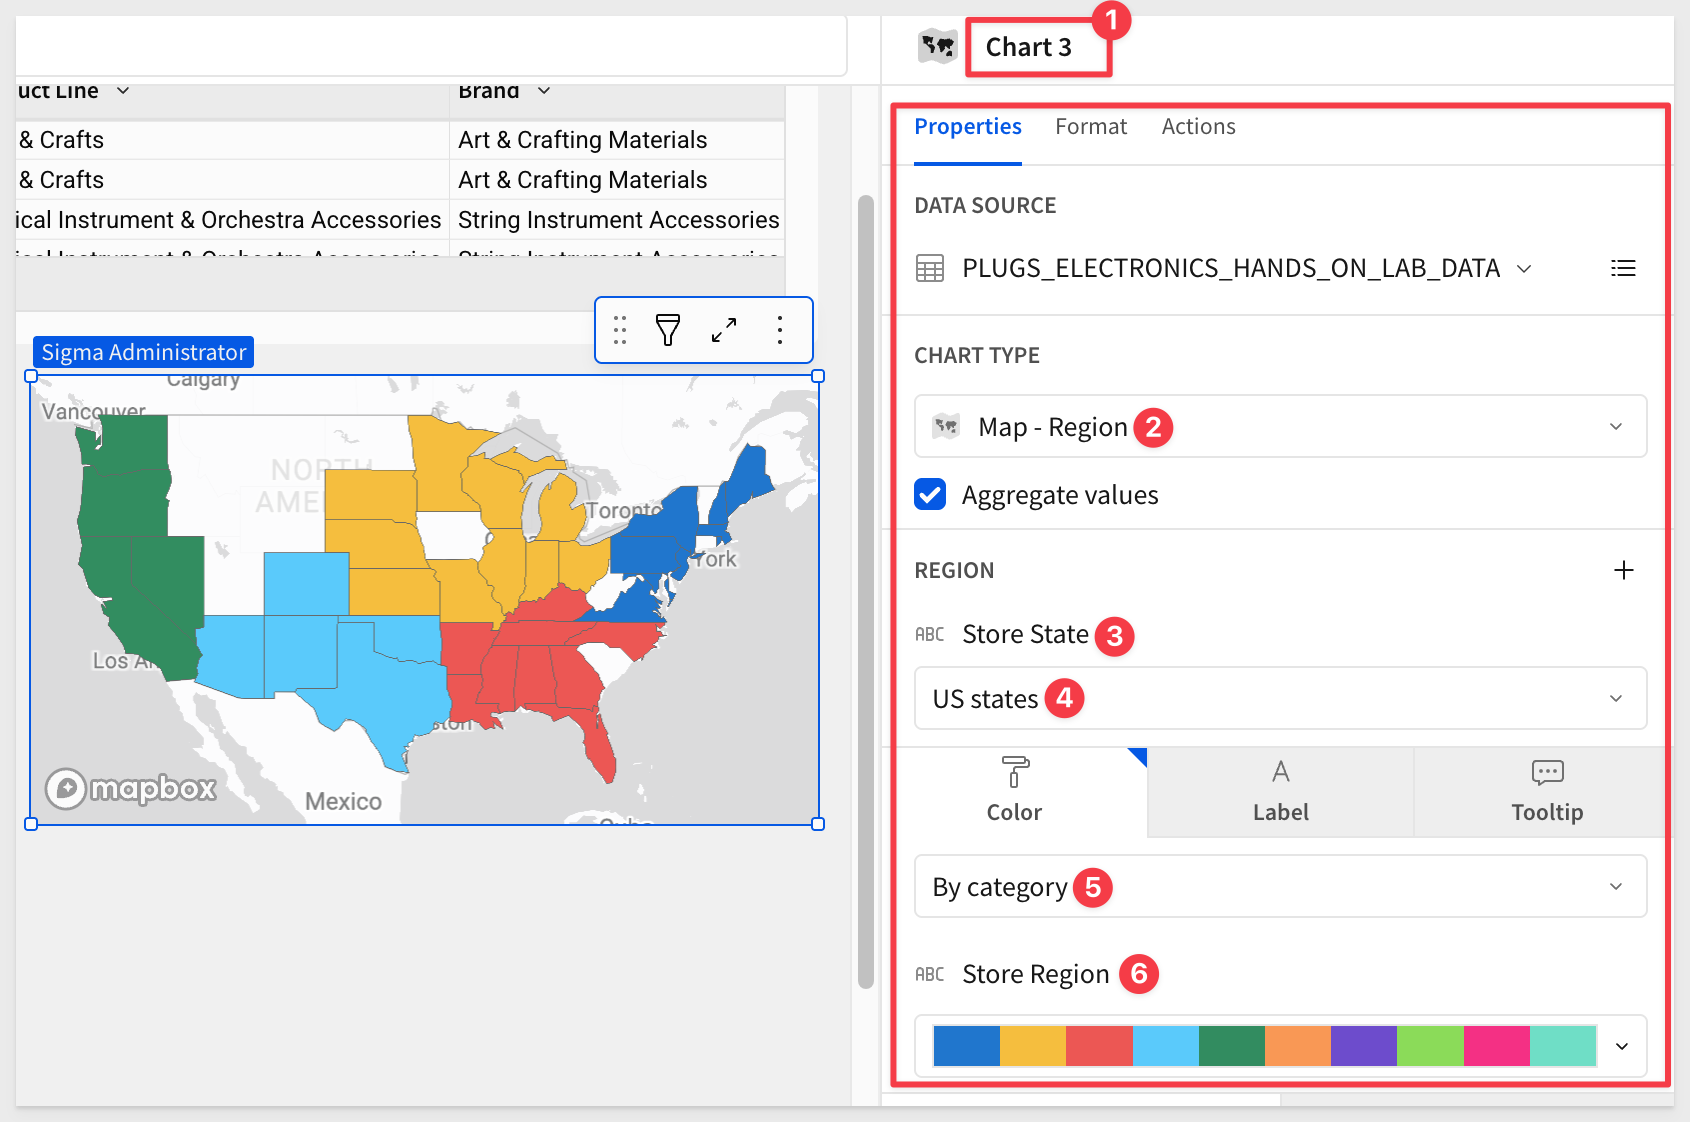 Chart 3
1
uct Line
Brand
& Crafts
Art & Crafting Materials
& Crafts
Art & Crafting Materials
ical Instrument & Orchestra Accessories
String Instrument Accessories
Sigma Administrator
Calgary
Vancouver
NORTH
AME
Toronto
York
Los A
ston
mapbox
Mexico
Cuba
Properties
Format
Actions
DATA SOURCE
PLUGS_ELECTRONICS_HANDS_ON_LAB_DATA
CHART TYPE
Map - Region
2
Aggregate values
REGION
ABC
Store State
3
US states
4
Color
A
Label
Tooltip
By category
5
ABC
Store Region
6